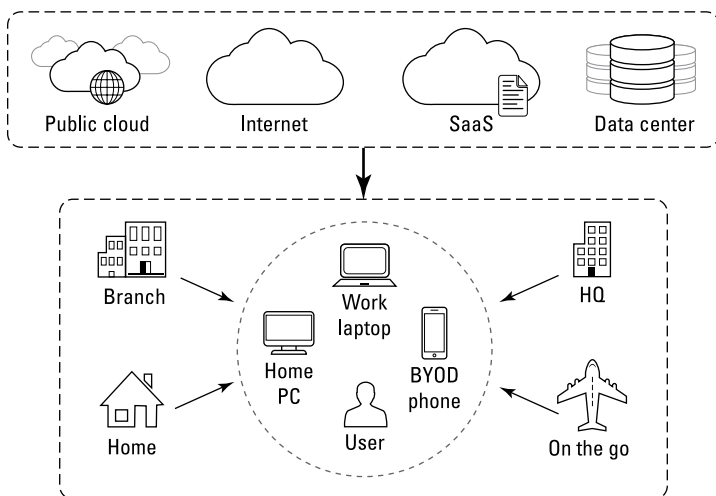 Public cloud
Internet
SaaS
Data center
Branch
Work
laptop
HQ
Home
PC
BYOD
phone
Home
User
On the go